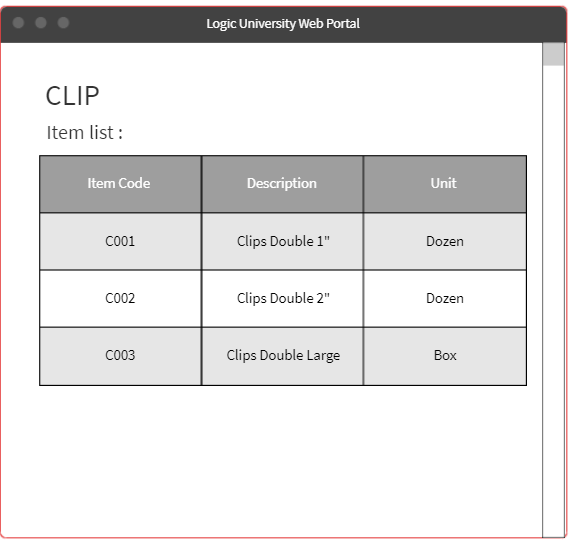 Logic University Web Portal
CLIP
Item list :
Item Code Description Unit
C001 Clips Double 1" Dozen
C002 Clips Double 2" Dozen
C003 Clips Double Large Box